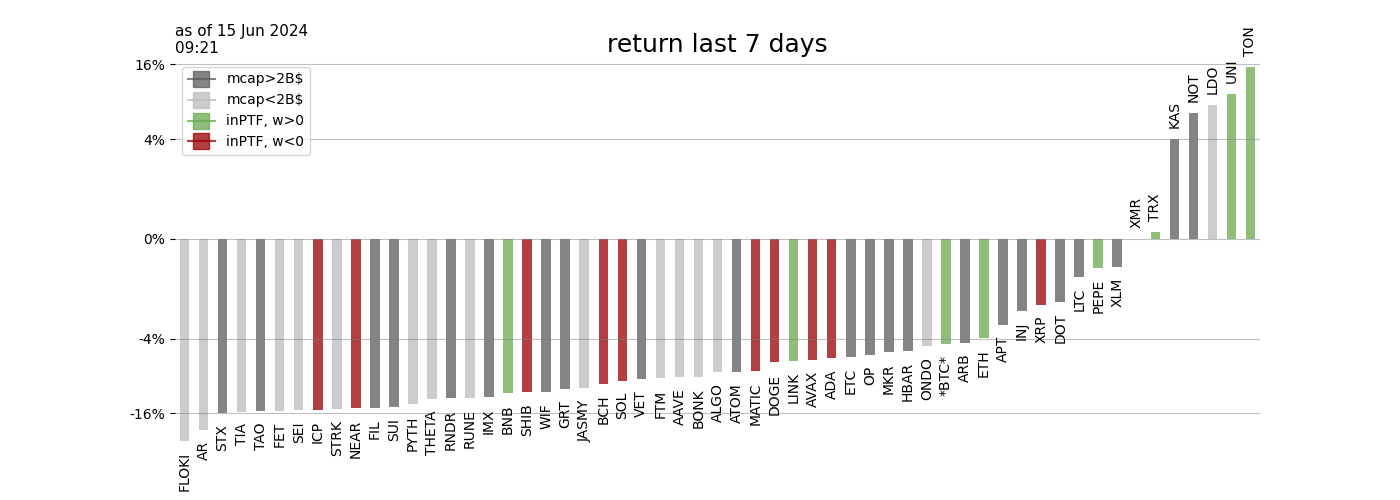 as of 15 Jun 2024
09:21
return last 7 days
16%
4%
0%
-4%
-16%
mcap>2B$
mcap<2B$
inPTF, w>0
inPTF, w<0
FLOKI
AR
STX
TIA
TAO
FET
SEI
ICP
STRK
NEAR
FIL
SUI
PYTH
THETA
RNDR
RUNE
IMX
BNB
SHIB
WIF
GRT
JASMY
BCH
SOL
VET
FTM
AAVE
BONK
ALGO
ATOM
MATIC
DOGE
LINK
AVAX
ADA
ETC
OP
MKR
HBAR
ONDO
*BTC*
ARB
ETH
APT
INJ
XRP
DOT
LTC
PEPE
XLM
XMR
TRX
KAS
NOT
LDO
UNI
TON